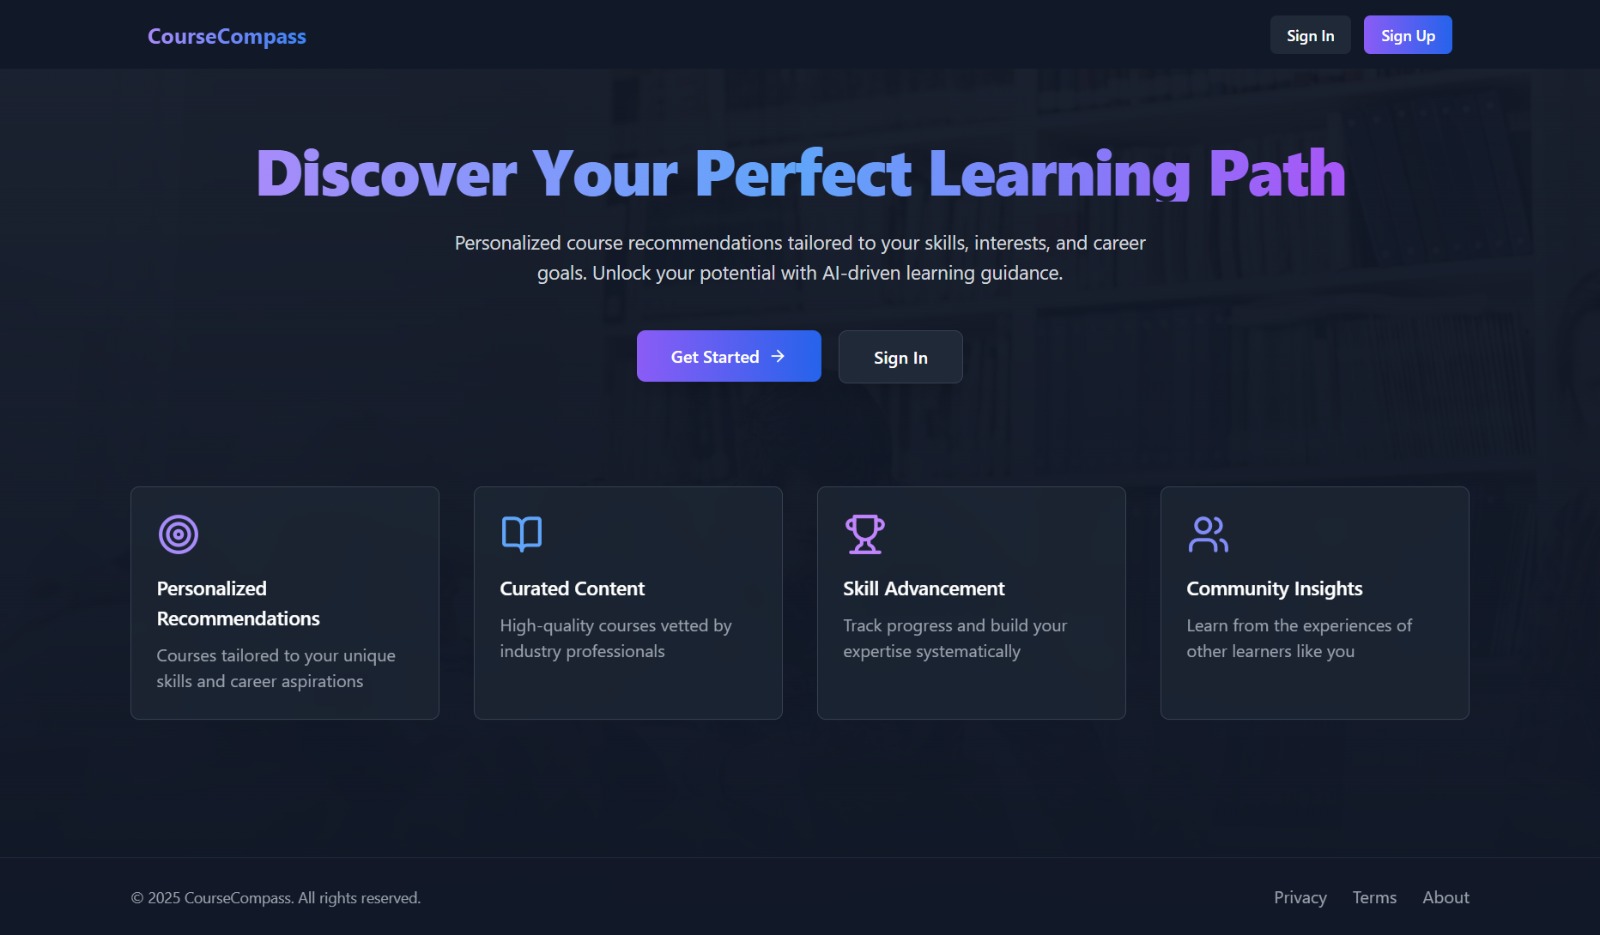 CourseCompass
Sign In
Sign Up
Discover Your Perfect Learning Path
Personalized course recommendations tailored to your skills, interests, and career
goals. Unlock your potential with AI-driven learning guidance.
Get Started →
Sign In
Personalized
Recommendations
Courses tailored to your unique
skills and career aspirations
Curated Content
High-quality courses vetted by
industry professionals
Skill Advancement
Track progress and build your
expertise systematically
Community Insights
Learn from the experiences of
other learners like you
© 2025 CourseCompass. All rights reserved.
Privacy
Terms
About